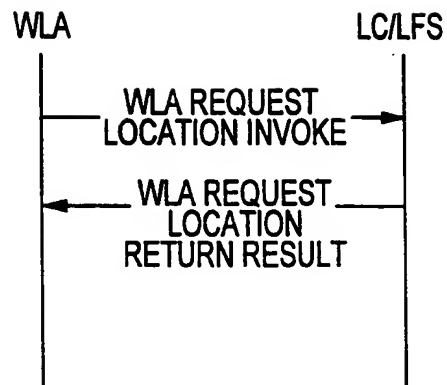 WLA LC/LFS
WLA REQUEST
LOCATION INVOKE
WLA REQUEST
LOCATION
RETURN RESULT